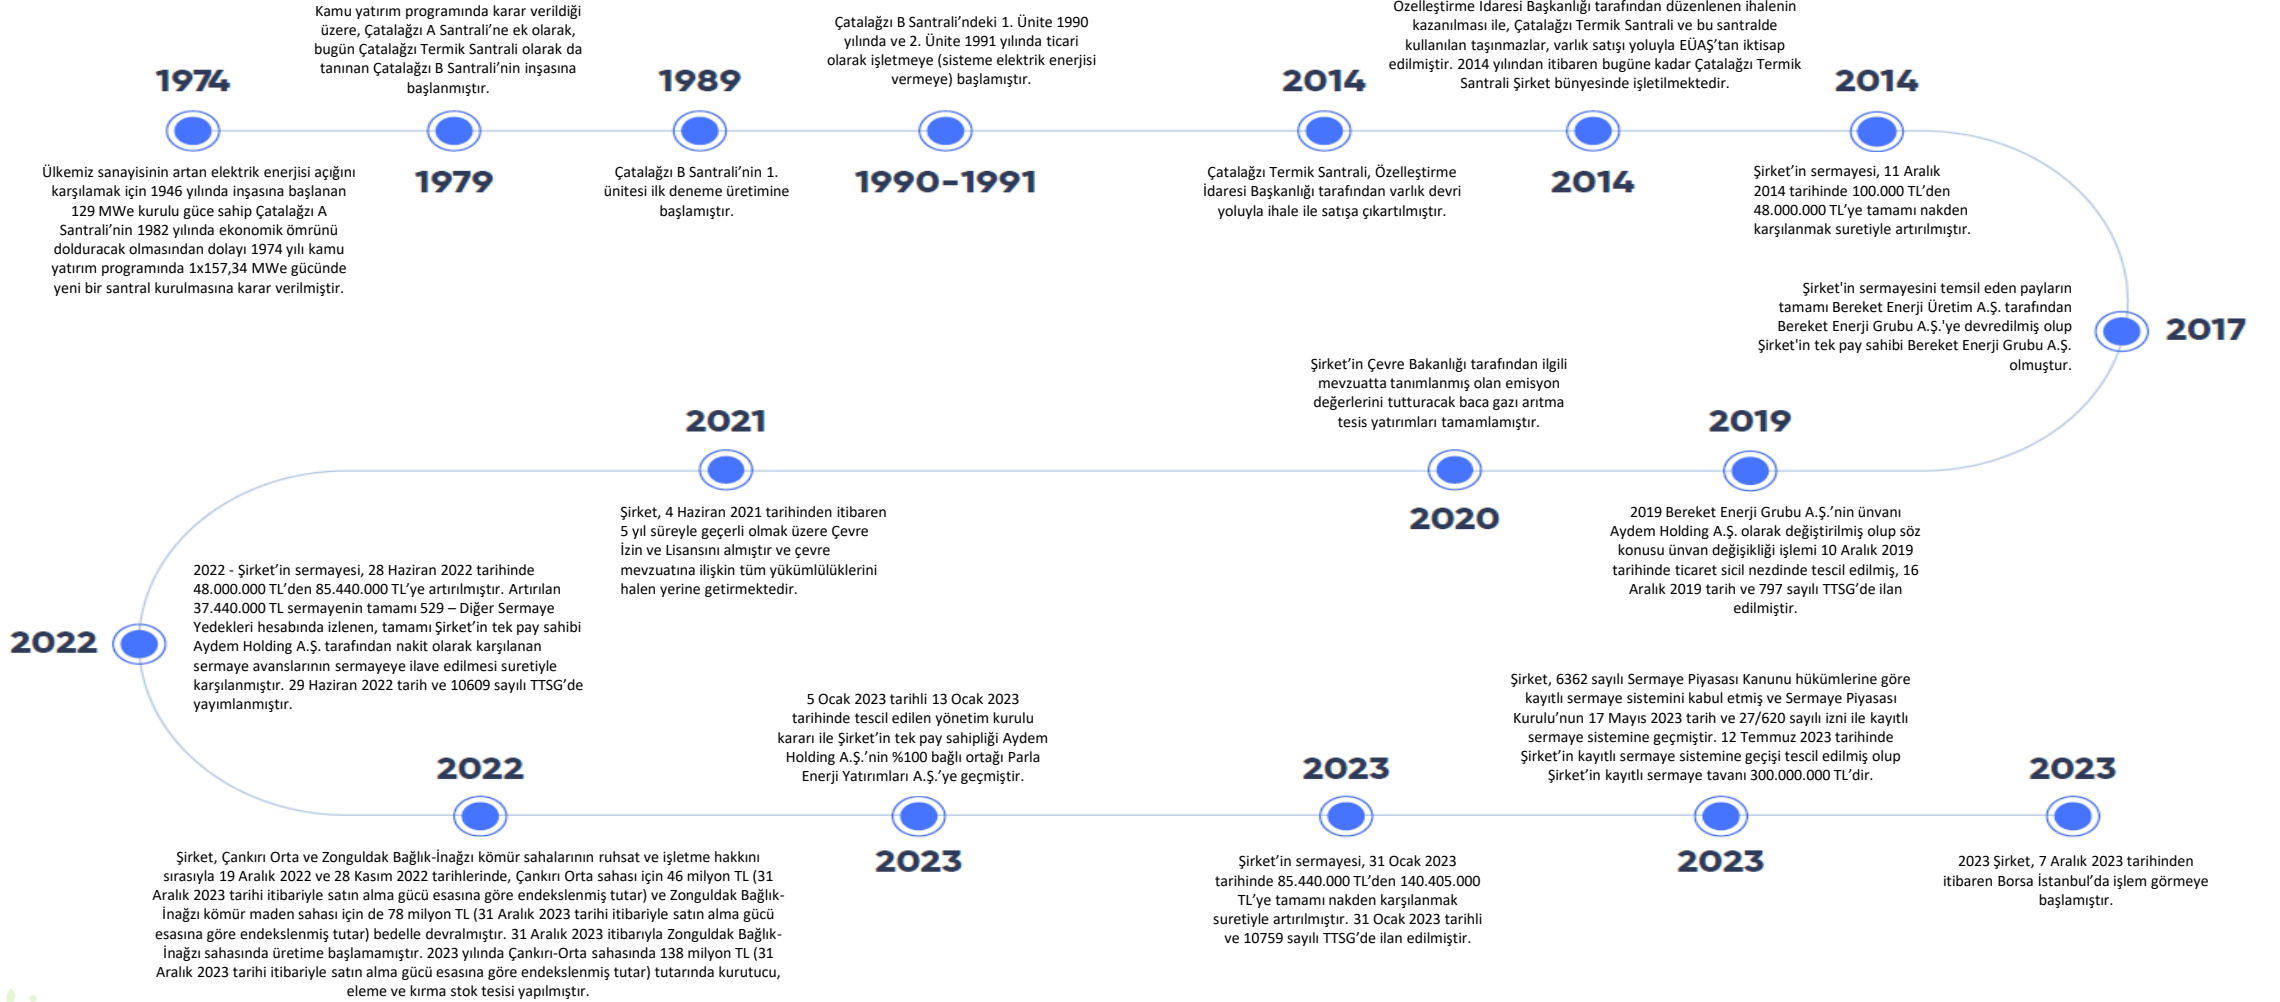 1974
Ülkemiz sanayisinin artan elektrik enerjisi açığını
karşılamak için 1946 yılında inşasına başlanan
129 MWe kurulu güce sahip Çatalağzı A
Santrali’nin 1982 yılında ekonomik ömrünü
dolduracak olmasından dolayı 1974 yılı kamu
yatırım programında 1x157,34 MWe gücünde
yeni bir santral kurulmasına karar verilmiştir.
Kamu yatırım programında karar verildiği
üzere, Çatalağzı A Santrali’ne ek olarak,
bugün Çatalağzı Termik Santrali olarak da
tanınan Çatalağzı B Santrali’nin inşasına
başlanmıştır.
1979
1989
Çatalağzı B Santrali’nin 1.
ünitesi ilk deneme üretimine
başlamıştır.
Çatalağzı B Santrali’ndeki 1. Ünite 1990
yılında ve 2. Ünite 1991 yılında ticari
olarak işletmeye (sisteme elektrik enerjisi
vermeye) başlamıştır.
1990-1991
2014
Çatalağzı Termik Santrali, Özelleştirme
İdaresi Başkanlığı tarafından varlık devri
yoluyla ihale ile satışa çıkartılmıştır.
Özelleştirme İdaresi Başkanlığı tarafından düzenlenen ihalenin
kazanılması ile, Çatalağzı Termik Santrali ve bu santralde
kullanılan taşınmazlar, varlık satışı yoluyla EÜAŞ’tan iktisap
edilmiştir. 2014 yılından itibaren bugüne kadar Çatalağzı Termik
Santrali Şirket bünyesinde işletilmektedir.
2014
2014
Şirket’in sermayesi, 11 Aralık
2014 tarihinde 100.000 TL’den
48.000.000 TL’ye tamamı nakden
karşılanmak suretiyle artırılmıştır.
Şirket'in sermayesini temsil eden payların
tamamı Bereket Enerji Üretim A.Ş. tarafından
Bereket Enerji Grubu A.Ş.'ye devredilmiş olup
Şirket'in tek pay sahibi Bereket Enerji Grubu A.Ş.
olmuştur.
2017
2019
2019 Bereket Enerji Grubu A.Ş.’nin ünvanı
Aydem Holding A.Ş. olarak değiştirilmiş olup söz
konusu ünvan değişikliği işlemi 10 Aralık 2019
tarihinde ticaret sicil nezdinde tescil edilmiş, 16
Aralık 2019 tarih ve 797 sayılı TTSG’de ilan
edilmiştir.
Şirket’in Çevre Bakanlığı tarafından ilgili
mevzuatta tanımlanmış olan emisyon
değerlerini tutturacak baca gazı arıtma
tesis yatırımları tamamlamıştır.
2020
2021
Şirket, 4 Haziran 2021 tarihinden itibaren
5 yıl süreyle geçerli olmak üzere Çevre
İzin ve Lisansını almıştır ve çevre
mevzuatına ilişkin tüm yükümlülüklerini
halen yerine getirmektedir.
2022
2022 - Şirket’in sermayesi, 28 Haziran 2022 tarihinde
48.000.000 TL’den 85.440.000 TL’ye artırılmıştır. Artırılan
37.440.000 TL sermayenin tamamı 529 – Diğer Sermaye
Yedekleri hesabında izlenen, tamamı Şirket’in tek pay sahibi
Aydem Holding A.Ş. tarafından nakit olarak karşılanan
sermaye avanslarının sermayeye ilave edilmesi suretiyle
karşılanmıştır. 29 Haziran 2022 tarih ve 10609 sayılı TTSG’de
yayımlanmıştır.
2022
Şirket, Çankırı Orta ve Zonguldak Bağlık-İnağzı kömür sahalarının ruhsat ve işletme hakkını
sırasıyla 19 Aralık 2022 ve 28 Kasım 2022 tarihlerinde, Çankırı Orta sahası için 46 milyon TL (31
Aralık 2023 tarihi itibariyle satın alma gücü esasına göre endekslenmiş tutar) ve Zonguldak Bağlık-
İnağzı kömür maden sahası için de 78 milyon TL (31 Aralık 2023 tarihi itibariyle satın alma gücü
esasına göre endekslenmiş tutar) bedelle devralmıştır. 31 Aralık 2023 itibarıyla Zonguldak Bağlık-
İnağzı sahasında üretime başlamamıştır. 2023 yılında Çankırı-Orta sahasında 138 milyon TL (31
Aralık 2023 tarihi itibariyle satın alma gücü esasına göre endekslenmiş tutar) tutarında kurutucu,
eleme ve kırma stok tesisi yapılmıştır.
5 Ocak 2023 tarihli 13 Ocak 2023
tarihinde tescil edilen yönetim kurulu
kararı ile Şirket’in tek pay sahipliği Aydem
Holding A.Ş.’nin %100 bağlı ortağı Parla
Enerji Yatırımları A.Ş.’ye geçmiştir.
2023
2023
Şirket’in sermayesi, 31 Ocak 2023
tarihinde 85.440.000 TL’den 140.405.000
TL’ye tamamı nakden karşılanmak
suretiyle artırılmıştır. 31 Ocak 2023 tarihli
ve 10759 sayılı TTSG’de ilan edilmiştir.
Şirket, 6362 sayılı Sermaye Piyasası Kanunu hükümlerine göre
kayıtlı sermaye sistemini kabul etmiş ve Sermaye Piyasası
Kurulu’nun 17 Mayıs 2023 tarih ve 27/620 sayılı izni ile kayıtlı
sermaye sistemine geçmiştir. 12 Temmuz 2023 tarihinde
Şirket’in kayıtlı sermaye sistemine geçişi tescil edilmiş olup
Şirket’in kayıtlı sermaye tavanı 300.000.000 TL’dir.
2023
2023
2023 Şirket, 7 Aralık 2023 tarihinden
itibaren Borsa İstanbul’da işlem görmeye
başlamıştır.